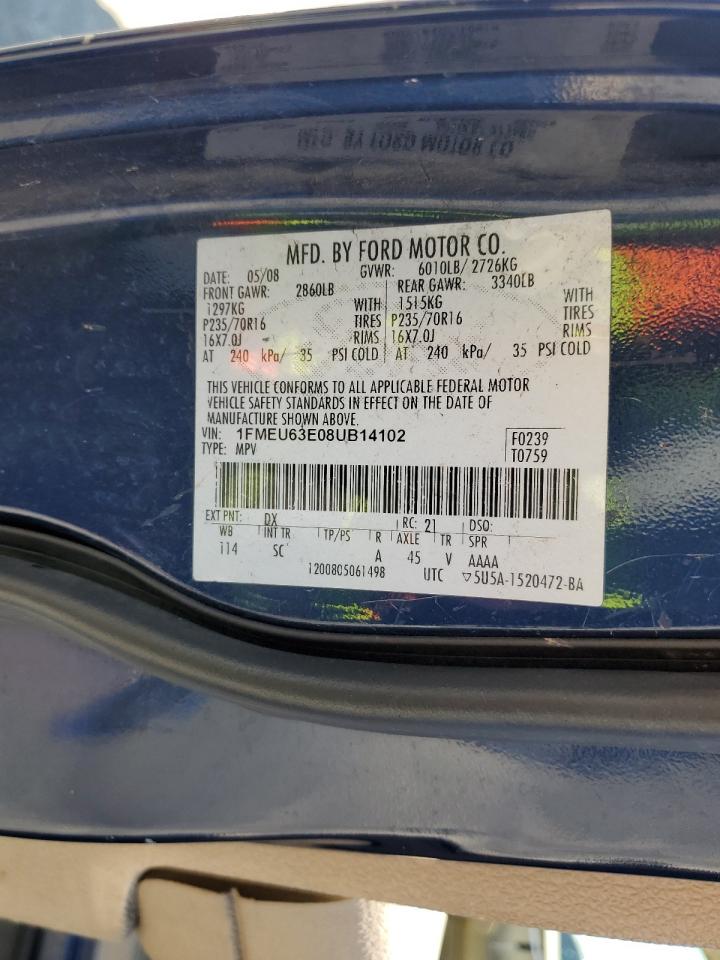 MFD. BY FORD MOTOR CO.
DATE: 05/08 GVWR: 6010LB/ 2726KG
FRONT GAWR: 2860LB REAR GAWR: 3340LB
1297KG WITH 1515KG WITH
P235/70R16 TIRES P235/70R16 TIRES
16X7.0J RIMS 16X7.0J RIMS
AT 240 kPa/ 35 PSI COLD AT 240 kPa/ 35 PSI COLD
THIS VEHICLE CONFORMS TO ALL APPLICABLE FEDERAL MOTOR
VEHICLE SAFETY STANDARDS IN EFFECT ON THE DATE OF
MANUFACTURE SHOWN ABOVE.
VIN: 1FMEU63E08UB14102 F0239
TYPE: MPV T0759
EXT PNT: DX RC: 21 DSO:
WB INT TR TP/PS R AXLE TR SPR
114 SC A 45 V AAAA
1200805061498 UTC ▽5U5A-1520472-BA